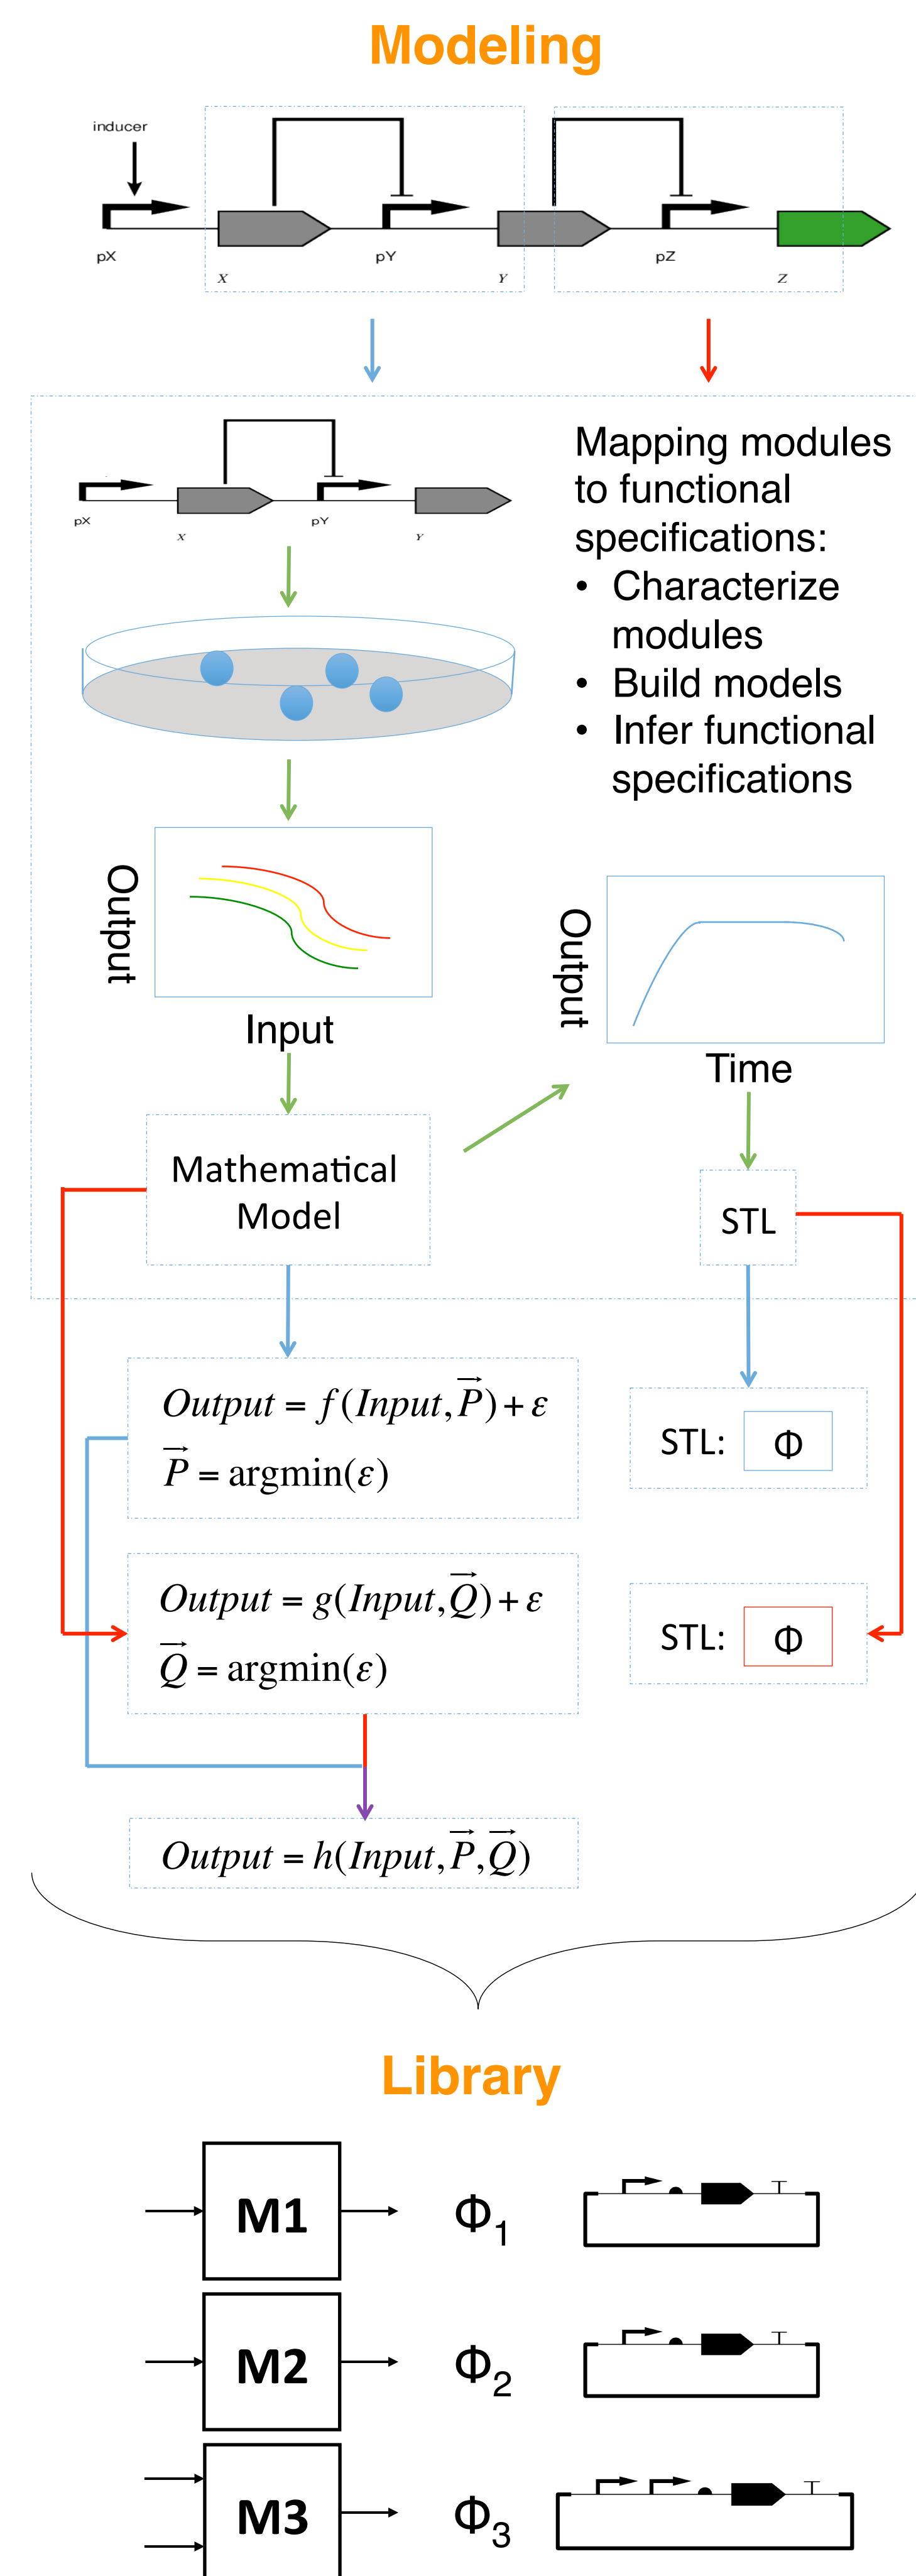 Modeling
inducer
pX
X
pY
Y
pZ
Z
pX
X
pY
Y
Mapping modules
to functional
specifications:
• Characterize
modules
• Build models
• Infer functional
specifications
Output
Input
Output
Time
Mathematical
Model
STL
Output = f(Input, P⃗) + ε
P⃗ = argmin(ε)
STL: Φ
Output = g(Input, Q⃗) + ε
Q⃗ = argmin(ε)
STL: Φ
Output = h(Input, P⃗, Q⃗)
Library
M1 Φ₁
M2 Φ₂
M3 Φ₃